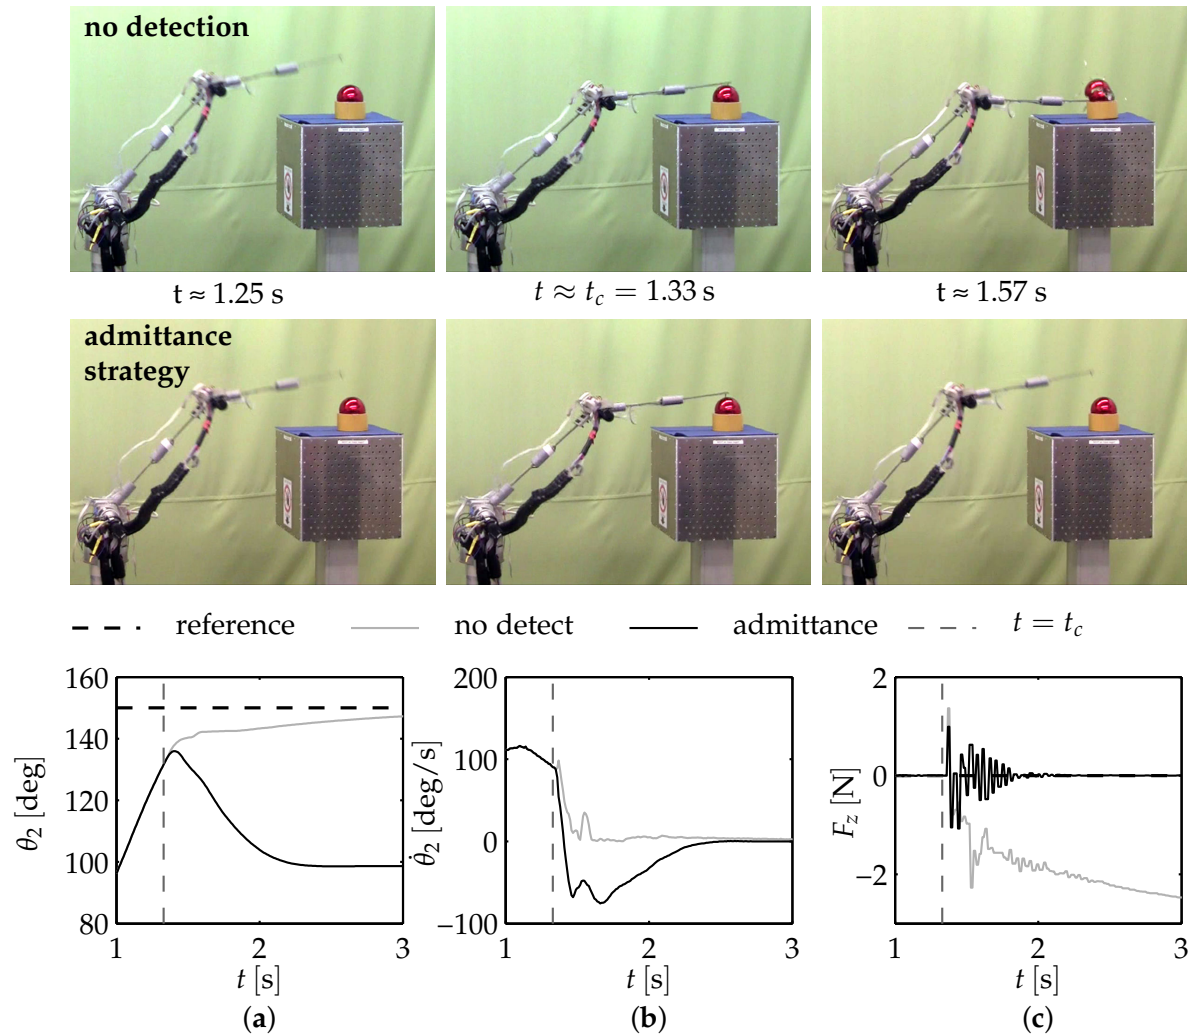 no detection
t ≈ 1.25 s
t ≈ t_c = 1.33 s
t ≈ 1.57 s
admittance
strategy
reference
no detect
admittance
t = t_c
160
140
120
100
80
θ₂ [deg]
1
2
3
t [s]
(a)
200
100
0
−100
θ̇₂ [deg/s]
1
2
3
t [s]
(b)
2
0
−2
F_z [N]
1
2
3
t [s]
(c)